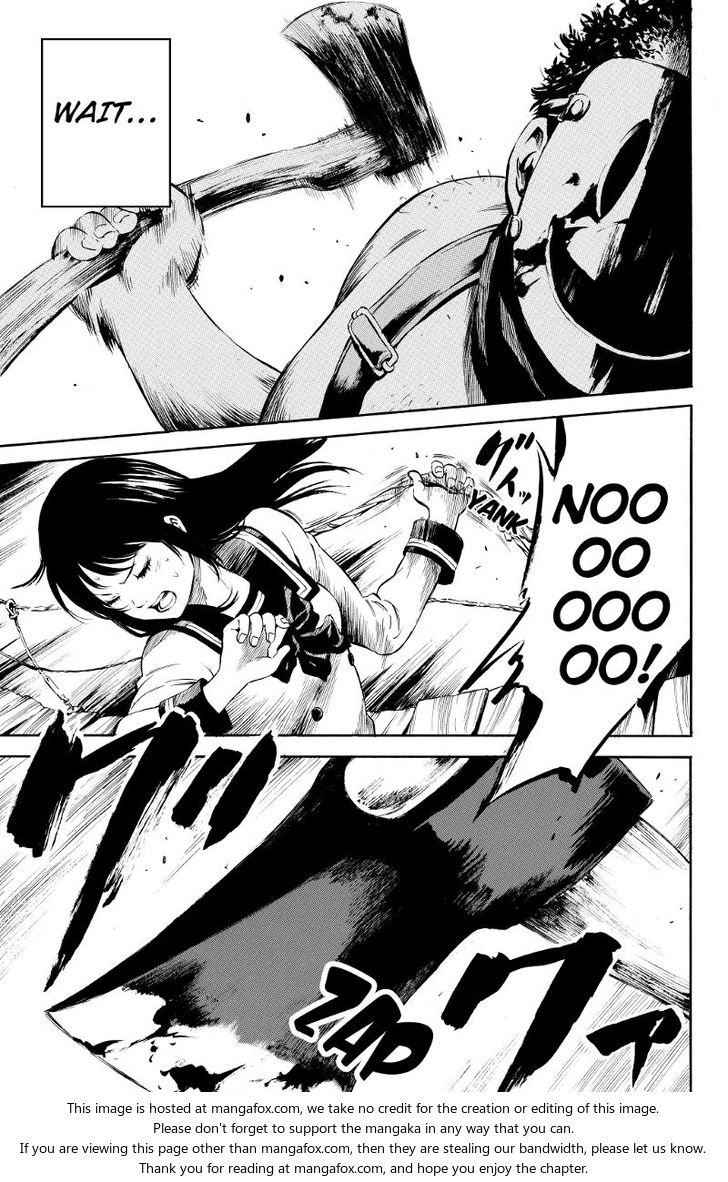 WAIT...
グイッ
YANK
NOO
OO
OOO
OO!
グワッ
ZAP
This image is hosted at mangafox.com, we take no credit for the creation or editing of this image.
Please don't forget to support the mangaka in any way that you can.
If you are viewing this page other than mangafox.com, then they are stealing our bandwidth, please let us know.
Thank you for reading at mangafox.com, and hope you enjoy the chapter.